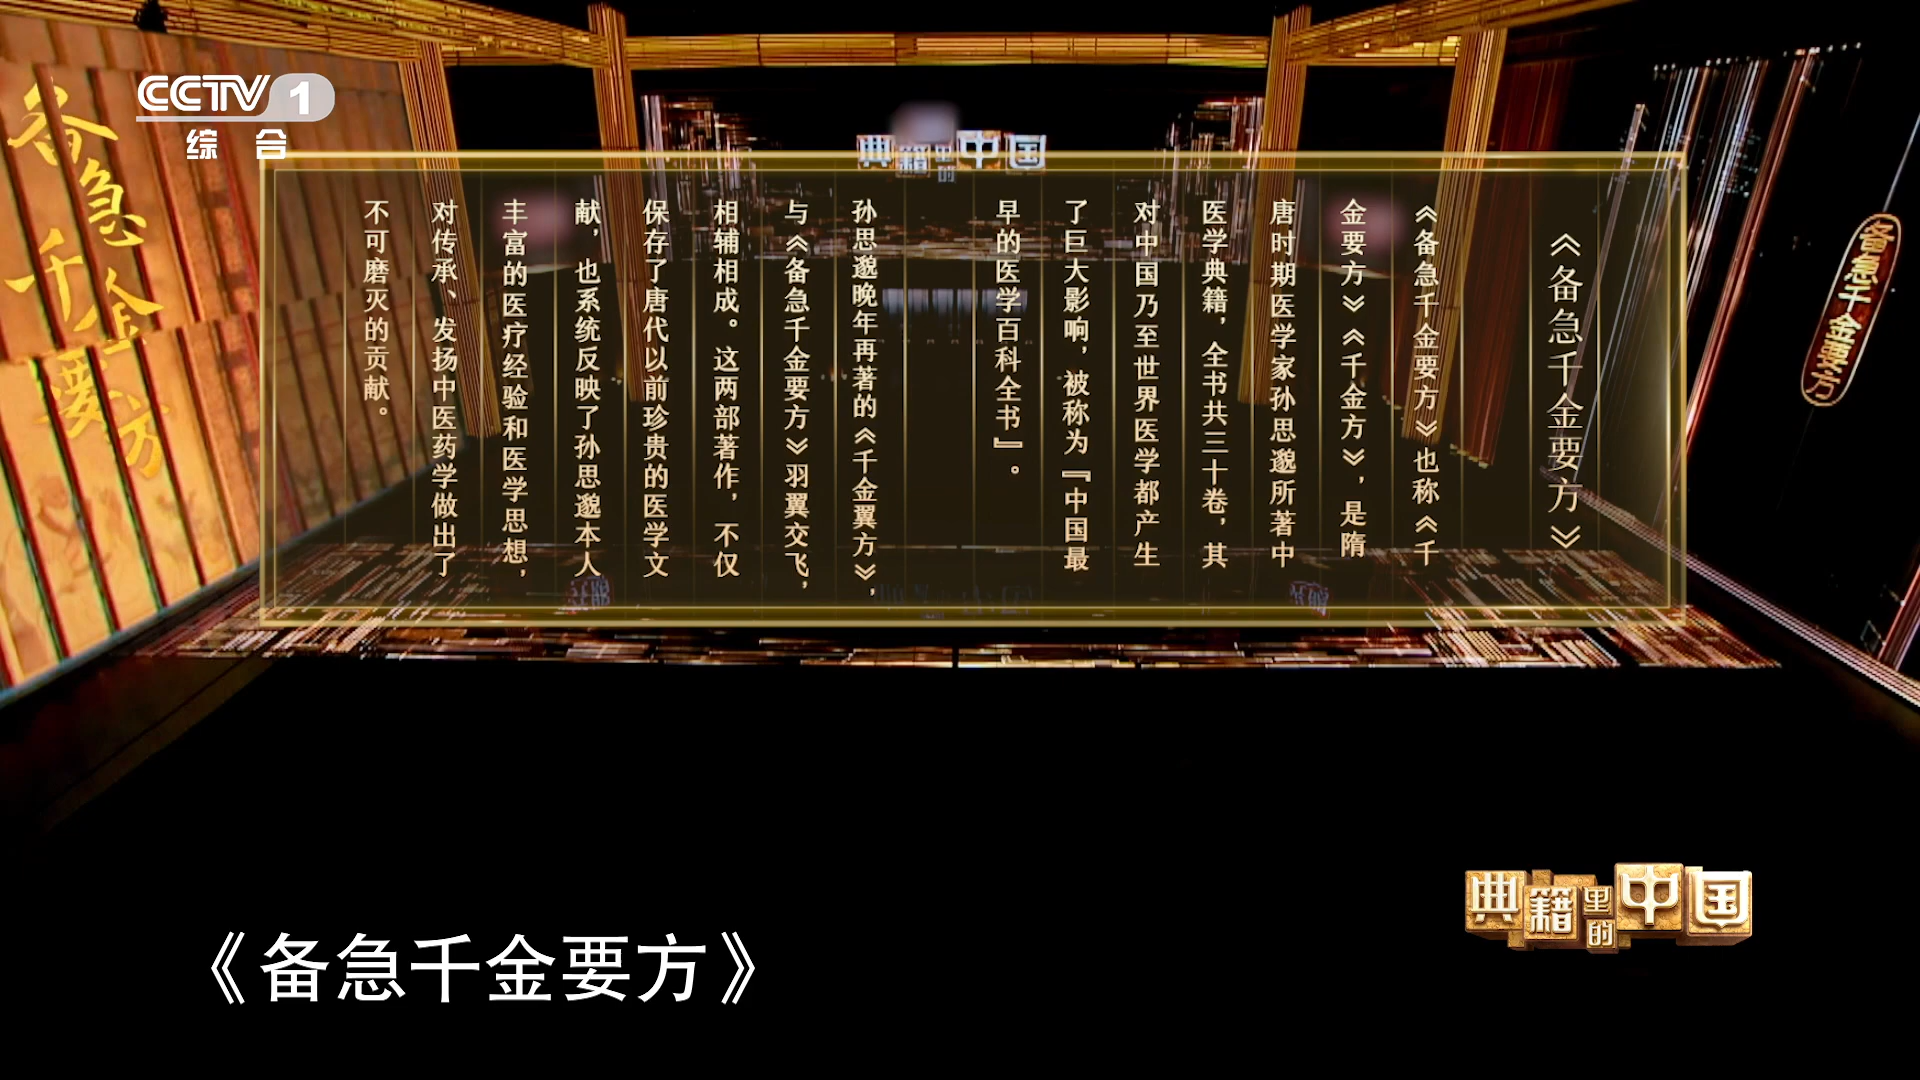 CCTV 1
综合
典籍里的中国
备急千金要方
备急千金要方
《备急千金要方》
《备急千金要方》也称《千
金要方》《千金方》，是隋
唐时期医学家孙思邈所著中
医学典籍，全书共三十卷，其
对中国乃至世界医学都产生
了巨大影响，被称为『中国最
早的医学百科全书』。
孙思邈晚年再著的《千金翼方》，
与《备急千金要方》羽翼交飞，
相辅相成。这两部著作，不仅
保存了唐代以前珍贵的医学文
献，也系统反映了孙思邈本人
丰富的医疗经验和医学思想，
对传承、发扬中医药学做出了
不可磨灭的贡献。
典籍里的中国
《备急千金要方》